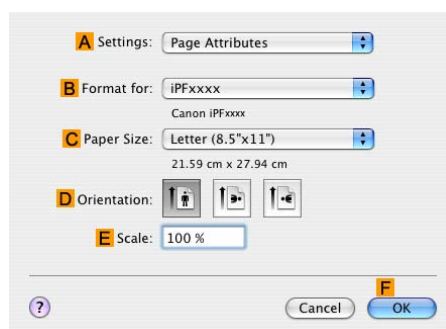 A Settings: Page Attributes
B Format for: iPFxxxx
Canon iPFxxxx
C Paper Size: Letter (8.5"x11")
21.59 cm x 27.94 cm
D Orientation:
E Scale: 100 %
F
? Cancel OK